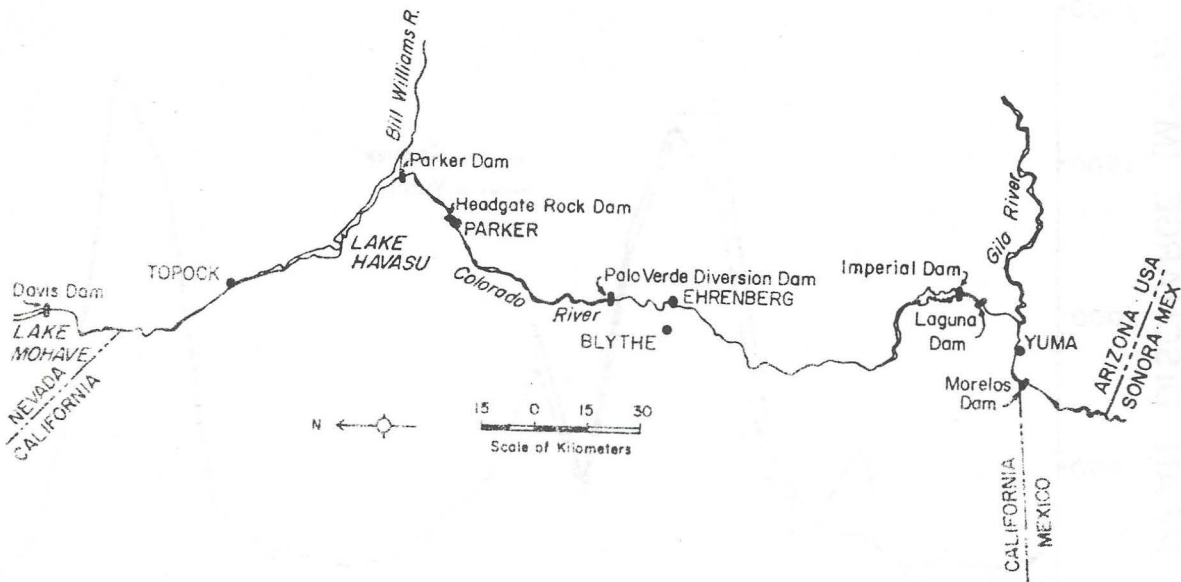 Bill Williams R.
Parker Dam
Headgate Rock Dam
PARKER
LAKE
HAVASU
TOPOCK
Davis Dam
LAKE
MOHAVE
NEVADA
CALIFORNIA
Colorado
River
Palo Verde Diversion Dam
EHRENBERG
BLYTHE
Imperial Dam
Laguna
Dam
Gila River
YUMA
Morelos
Dam
ARIZONA · USA
SONORA · MEX
CALIFORNIA
MEXICO
N
15 0 15 30
Scale of Kilometers